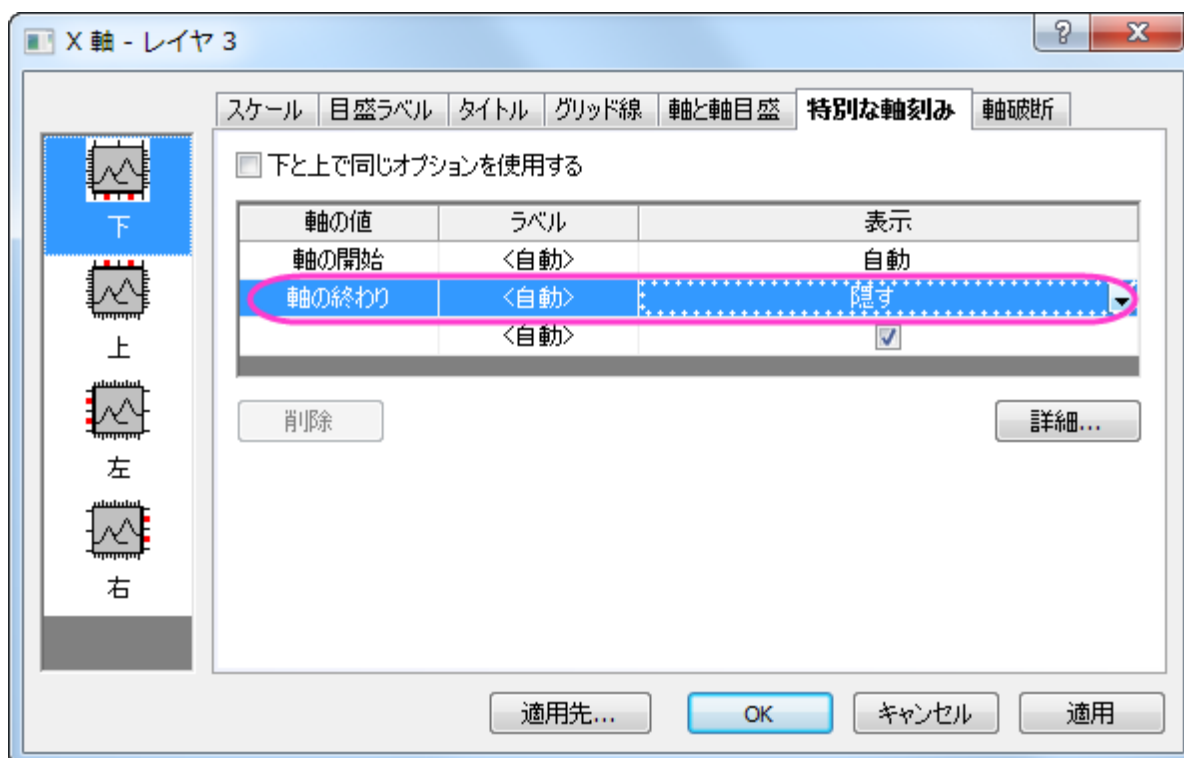 X 軸 - レイヤ 3
スケール 目盛ラベル タイトル グリッド線 軸と軸目盛 特別な軸刻み 軸破断
下
上
左
右
下と上で同じオプションを使用する
軸の値 ラベル 表示
軸の開始 <自動> 自動
軸の終わり <自動> 隠す
<自動>
削除 詳細...
適用先... OK キャンセル 適用